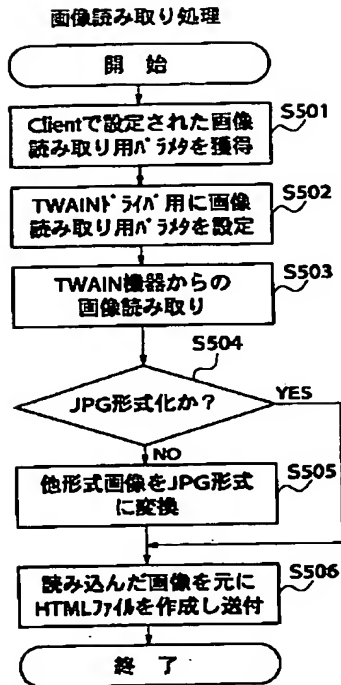 画像読み取り処理
開 始
S501
Clientで設定された画像
読み取り用パラメタを獲得
S502
TWAINドライバ用に画像
読み取り用パラメタを設定
S503
TWAIN機器からの
画像読み取り
S504
JPG形式化か？
YES
NO
S505
他形式画像をJPG形式
に変換
S506
読み込んだ画像を元に
HTMLファイルを作成し送付
終 了